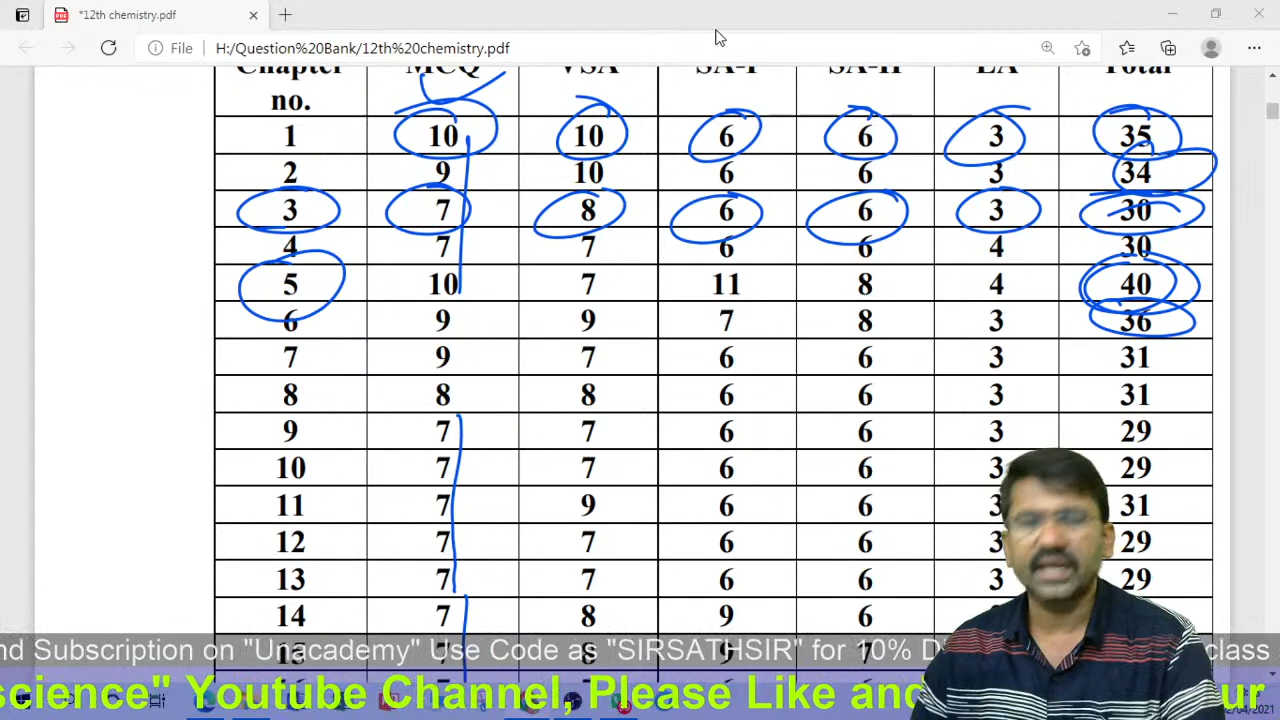 *12th chemistry.pdf
File H:/Question%20Bank/12th%20chemistry.pdf
Chapter no. MCQ VSA SA-I SA-II LA Total
1 10 10 6 6 3 35
2 9 10 6 6 3 34
3 7 8 6 6 3 30
4 7 7 6 6 4 30
5 10 7 11 8 4 40
6 9 9 7 8 3 36
7 9 7 6 6 3 31
8 8 8 6 6 3 31
9 7 7 6 6 3 29
10 7 7 6 6 3 29
11 7 9 6 6 3 31
12 7 7 6 6 3 29
13 7 7 6 6 3 29
14 7 8 9 6
15 7 8 9 7
nd Subscription on "Unacademy" Use Code as "SIRSATHSIR" for 10% D class
science" Youtube Channel, Please Like and ur